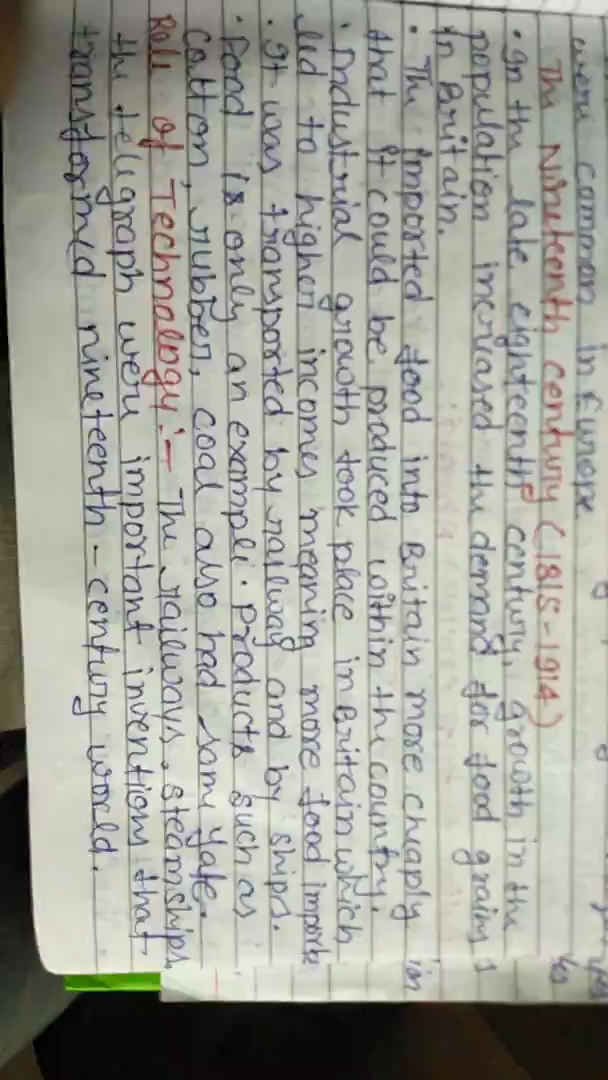 were common in Europe
The Nineteenth century (1815-1914)
• In the late eighteenth century, growth in the
population increased the demand for food grains
in Britain.
• The imported food into Britain more cheaply
that it could be produced within the country.
• Industrial growth took place in Britain which
led to higher incomes meaning more food importe
• It was transported by railway and by ships.
• Food is only an example. Products such as
Cotton, rubber, coal also had sam fate.
Role of Technology:- The railways, steamships,
the telegraph were important inventions that
transformed nineteenth-century world.